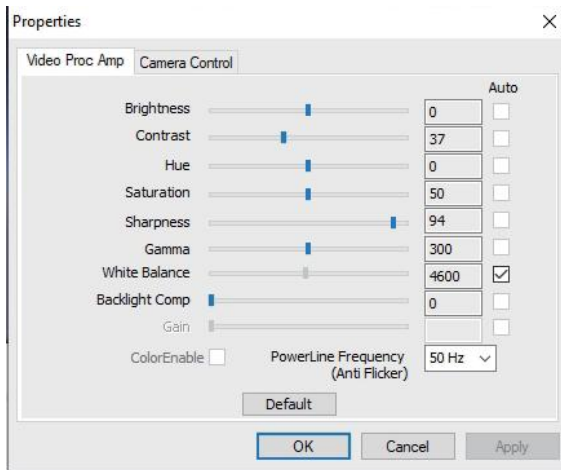 Properties
Video Proc Amp Camera Control
Auto
Brightness 0
Contrast 37
Hue 0
Saturation 50
Sharpness 94
Gamma 300
White Balance 4600
Backlight Comp 0
Gain
ColorEnable PowerLine Frequency 50 Hz
(Anti Flicker)
Default
OK Cancel Apply